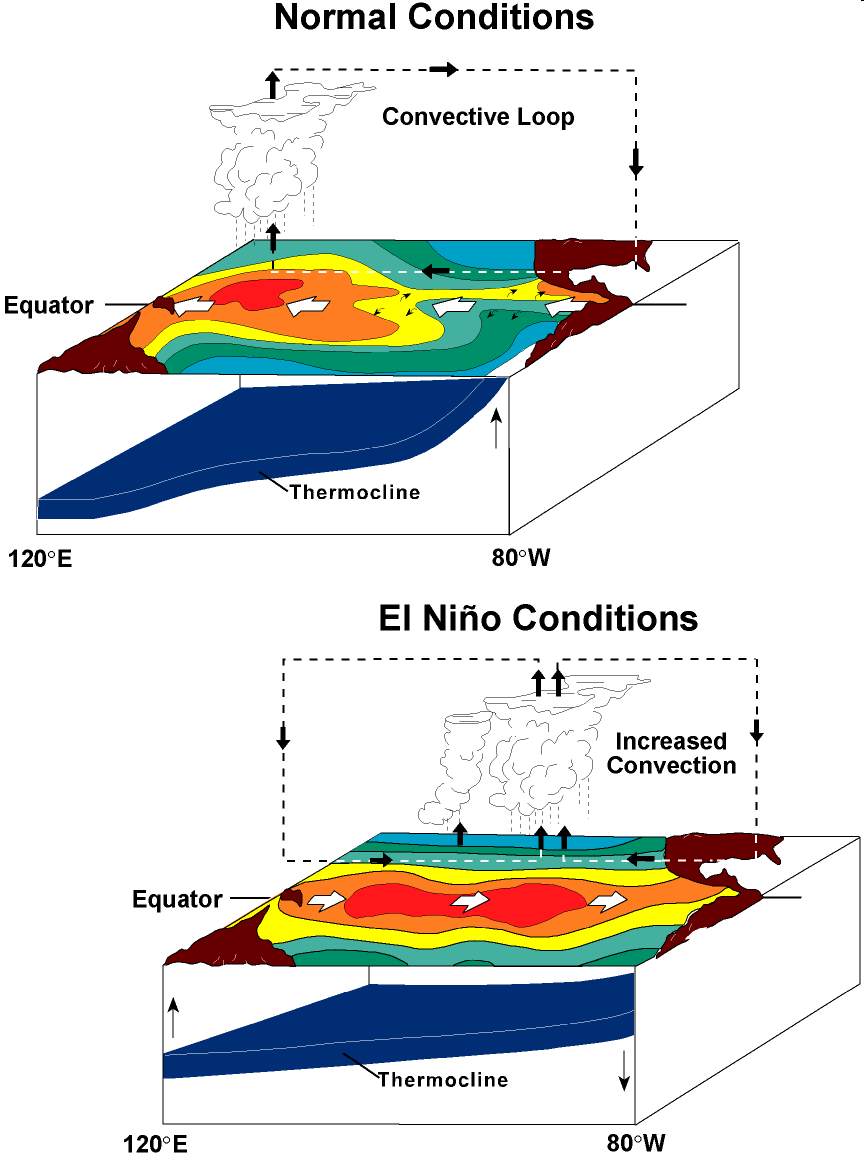 Normal Conditions
Convective Loop
Equator
Thermocline
120°E
80°W
El Niño Conditions
Increased
Convection
Equator
Thermocline
120°E
80°W